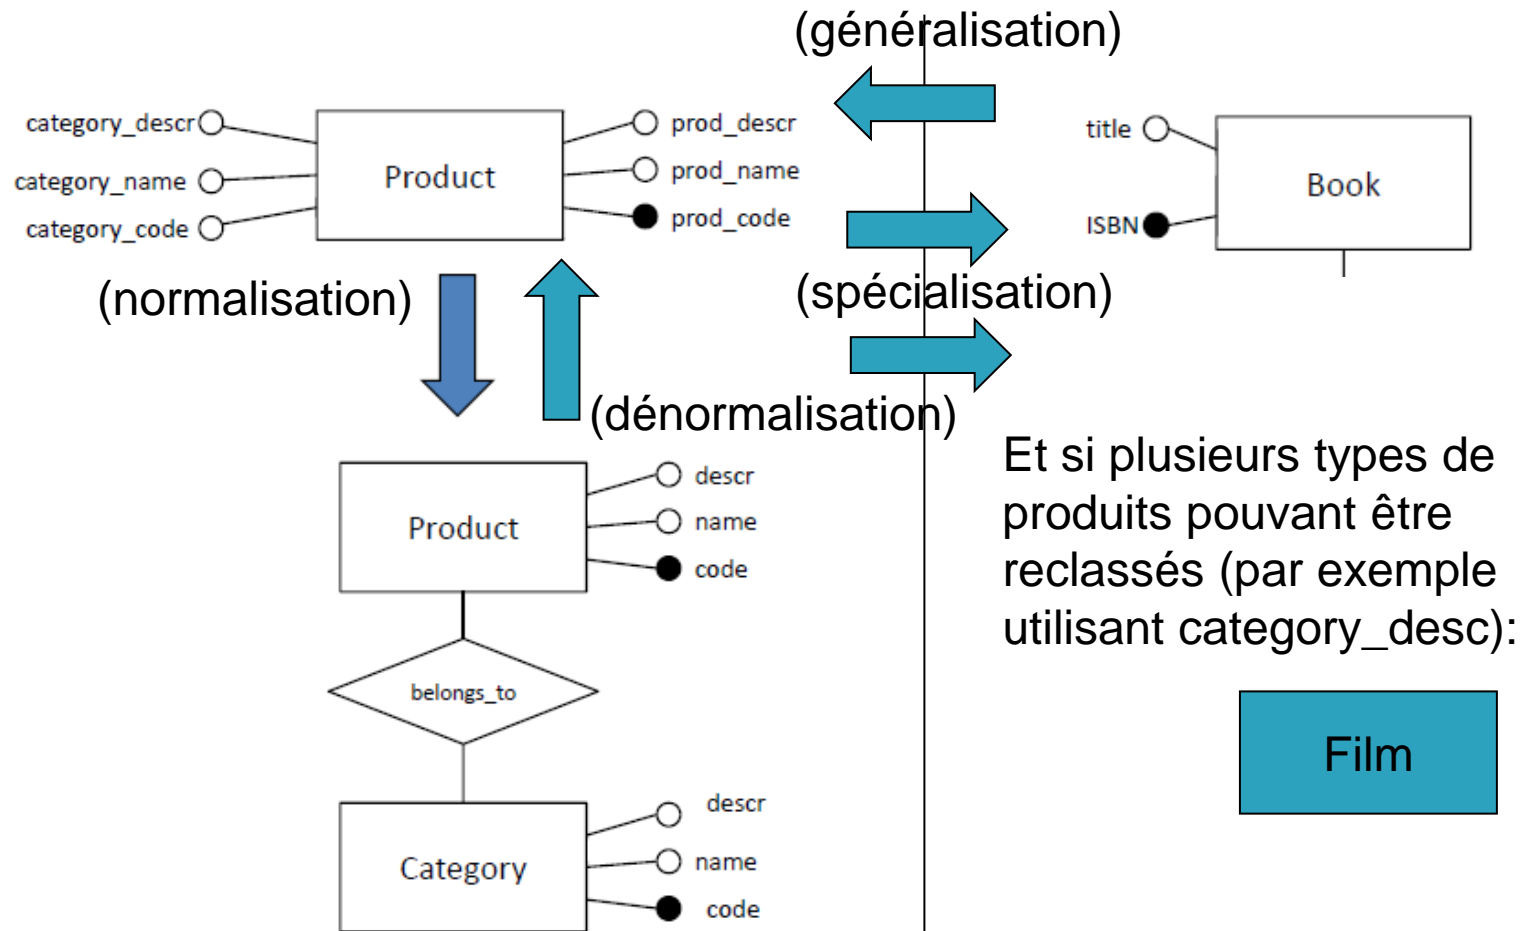 (généralisation)
category_descr
category_name
category_code
Product
prod_descr
prod_name
prod_code
title
ISBN
Book
(normalisation)
(spécialisation)
(dénormalisation)
Product
descr
name
code
belongs_to
Category
descr
name
code
Et si plusieurs types de
produits pouvant être
reclassés (par exemple
utilisant category_desc):
Film